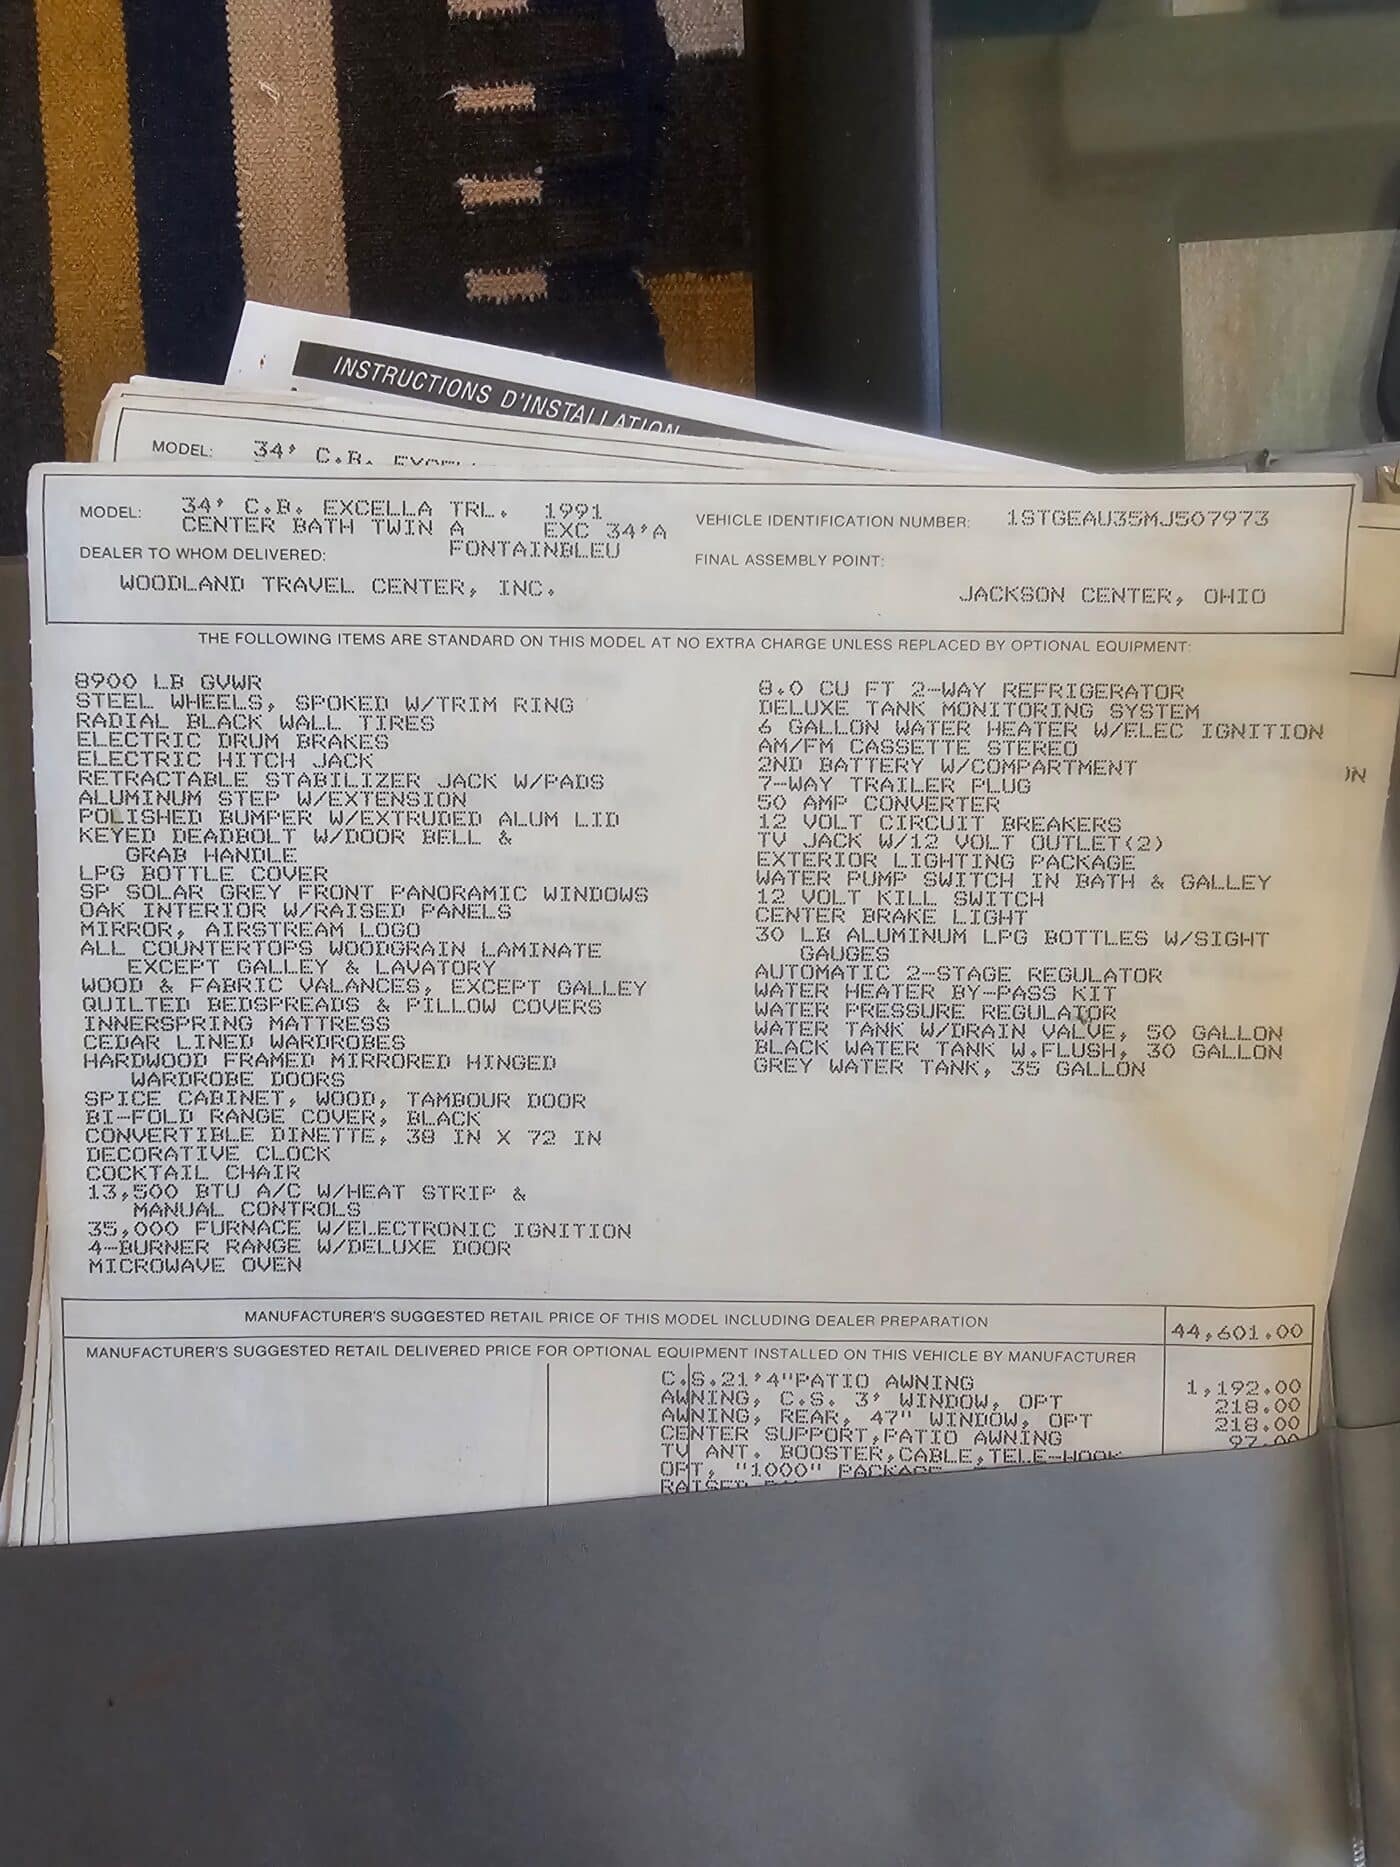 INSTRUCTIONS D'INSTALLATION
MODEL: 34' C.B.
MODEL: 34' C.B. EXCELLA TRL. 1991
CENTER BATH TWIN A EXC 34'A
FONTAINBLEU
VEHICLE IDENTIFICATION NUMBER: 1STGEAU35MJ507973
DEALER TO WHOM DELIVERED:
WOODLAND TRAVEL CENTER, INC.
FINAL ASSEMBLY POINT:
JACKSON CENTER, OHIO
THE FOLLOWING ITEMS ARE STANDARD ON THIS MODEL AT NO EXTRA CHARGE UNLESS REPLACED BY OPTIONAL EQUIPMENT:
8900 LB GVWR
STEEL WHEELS, SPOKED W/TRIM RING
RADIAL BLACK WALL TIRES
ELECTRIC DRUM BRAKES
ELECTRIC HITCH JACK
RETRACTABLE STABILIZER JACK W/PADS
ALUMINUM STEP W/EXTENSION
POLISHED BUMPER W/EXTRUDED ALUM LID
KEYED DEADBOLT W/DOOR BELL &
GRAB HANDLE
LPG BOTTLE COVER
SP SOLAR GREY FRONT PANORAMIC WINDOWS
OAK INTERIOR W/RAISED PANELS
MIRROR, AIRSTREAM LOGO
ALL COUNTERTOPS WOODGRAIN LAMINATE
EXCEPT GALLEY & LAVATORY
WOOD & FABRIC VALANCES, EXCEPT GALLEY
QUILTED BEDSPREADS & PILLOW COVERS
INNERSPRING MATTRESS
CEDAR LINED WARDROBES
HARDWOOD FRAMED MIRRORED HINGED
WARDROBE DOORS
SPICE CABINET, WOOD, TAMBOUR DOOR
BI-FOLD RANGE COVER, BLACK
CONVERTIBLE DINETTE, 38 IN X 72 IN
DECORATIVE CLOCK
COCKTAIL CHAIR
13,500 BTU A/C W/HEAT STRIP &
MANUAL CONTROLS
35,000 FURNACE W/ELECTRONIC IGNITION
4-BURNER RANGE W/DELUXE DOOR
MICROWAVE OVEN
8.0 CU FT 2-WAY REFRIGERATOR
DELUXE TANK MONITORING SYSTEM
6 GALLON WATER HEATER W/ELEC IGNITION
AM/FM CASSETTE STEREO
2ND BATTERY W/COMPARTMENT
7-WAY TRAILER PLUG
50 AMP CONVERTER
12 VOLT CIRCUIT BREAKERS
TV JACK W/12 VOLT OUTLET(2)
EXTERIOR LIGHTING PACKAGE
WATER PUMP SWITCH IN BATH & GALLEY
12 VOLT KILL SWITCH
CENTER BRAKE LIGHT
30 LB ALUMINUM LPG BOTTLES W/SIGHT
GAUGES
AUTOMATIC 2-STAGE REGULATOR
WATER HEATER BY-PASS KIT
WATER PRESSURE REGULATOR
WATER TANK W/DRAIN VALVE, 50 GALLON
BLACK WATER TANK W.FLUSH, 30 GALLON
GREY WATER TANK, 35 GALLON
MANUFACTURER'S SUGGESTED RETAIL PRICE OF THIS MODEL INCLUDING DEALER PREPARATION 44,601.00
MANUFACTURER'S SUGGESTED RETAIL DELIVERED PRICE FOR OPTIONAL EQUIPMENT INSTALLED ON THIS VEHICLE BY MANUFACTURER
C.S.21'4"PATIO AWNING 1,192.00
AWNING, C.S. 3' WINDOW, OPT 218.00
AWNING, REAR, 47" WINDOW, OPT 218.00
CENTER SUPPORT,PATIO AWNING 97.00
TV ANT. BOOSTER,CABLE,TELE-HOOK
OPT, "1000" PACKAGE
RAISED